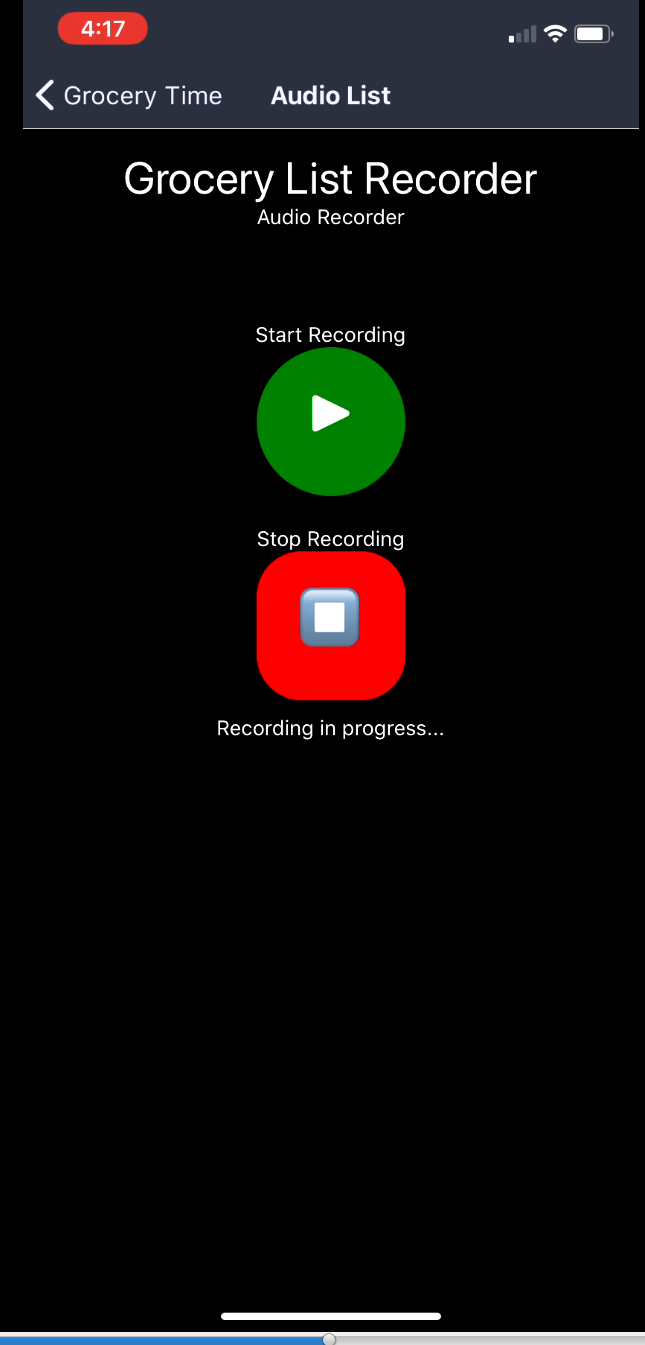 4:17
Grocery Time Audio List
Grocery List Recorder
Audio Recorder
Start Recording
Stop Recording
Recording in progress...